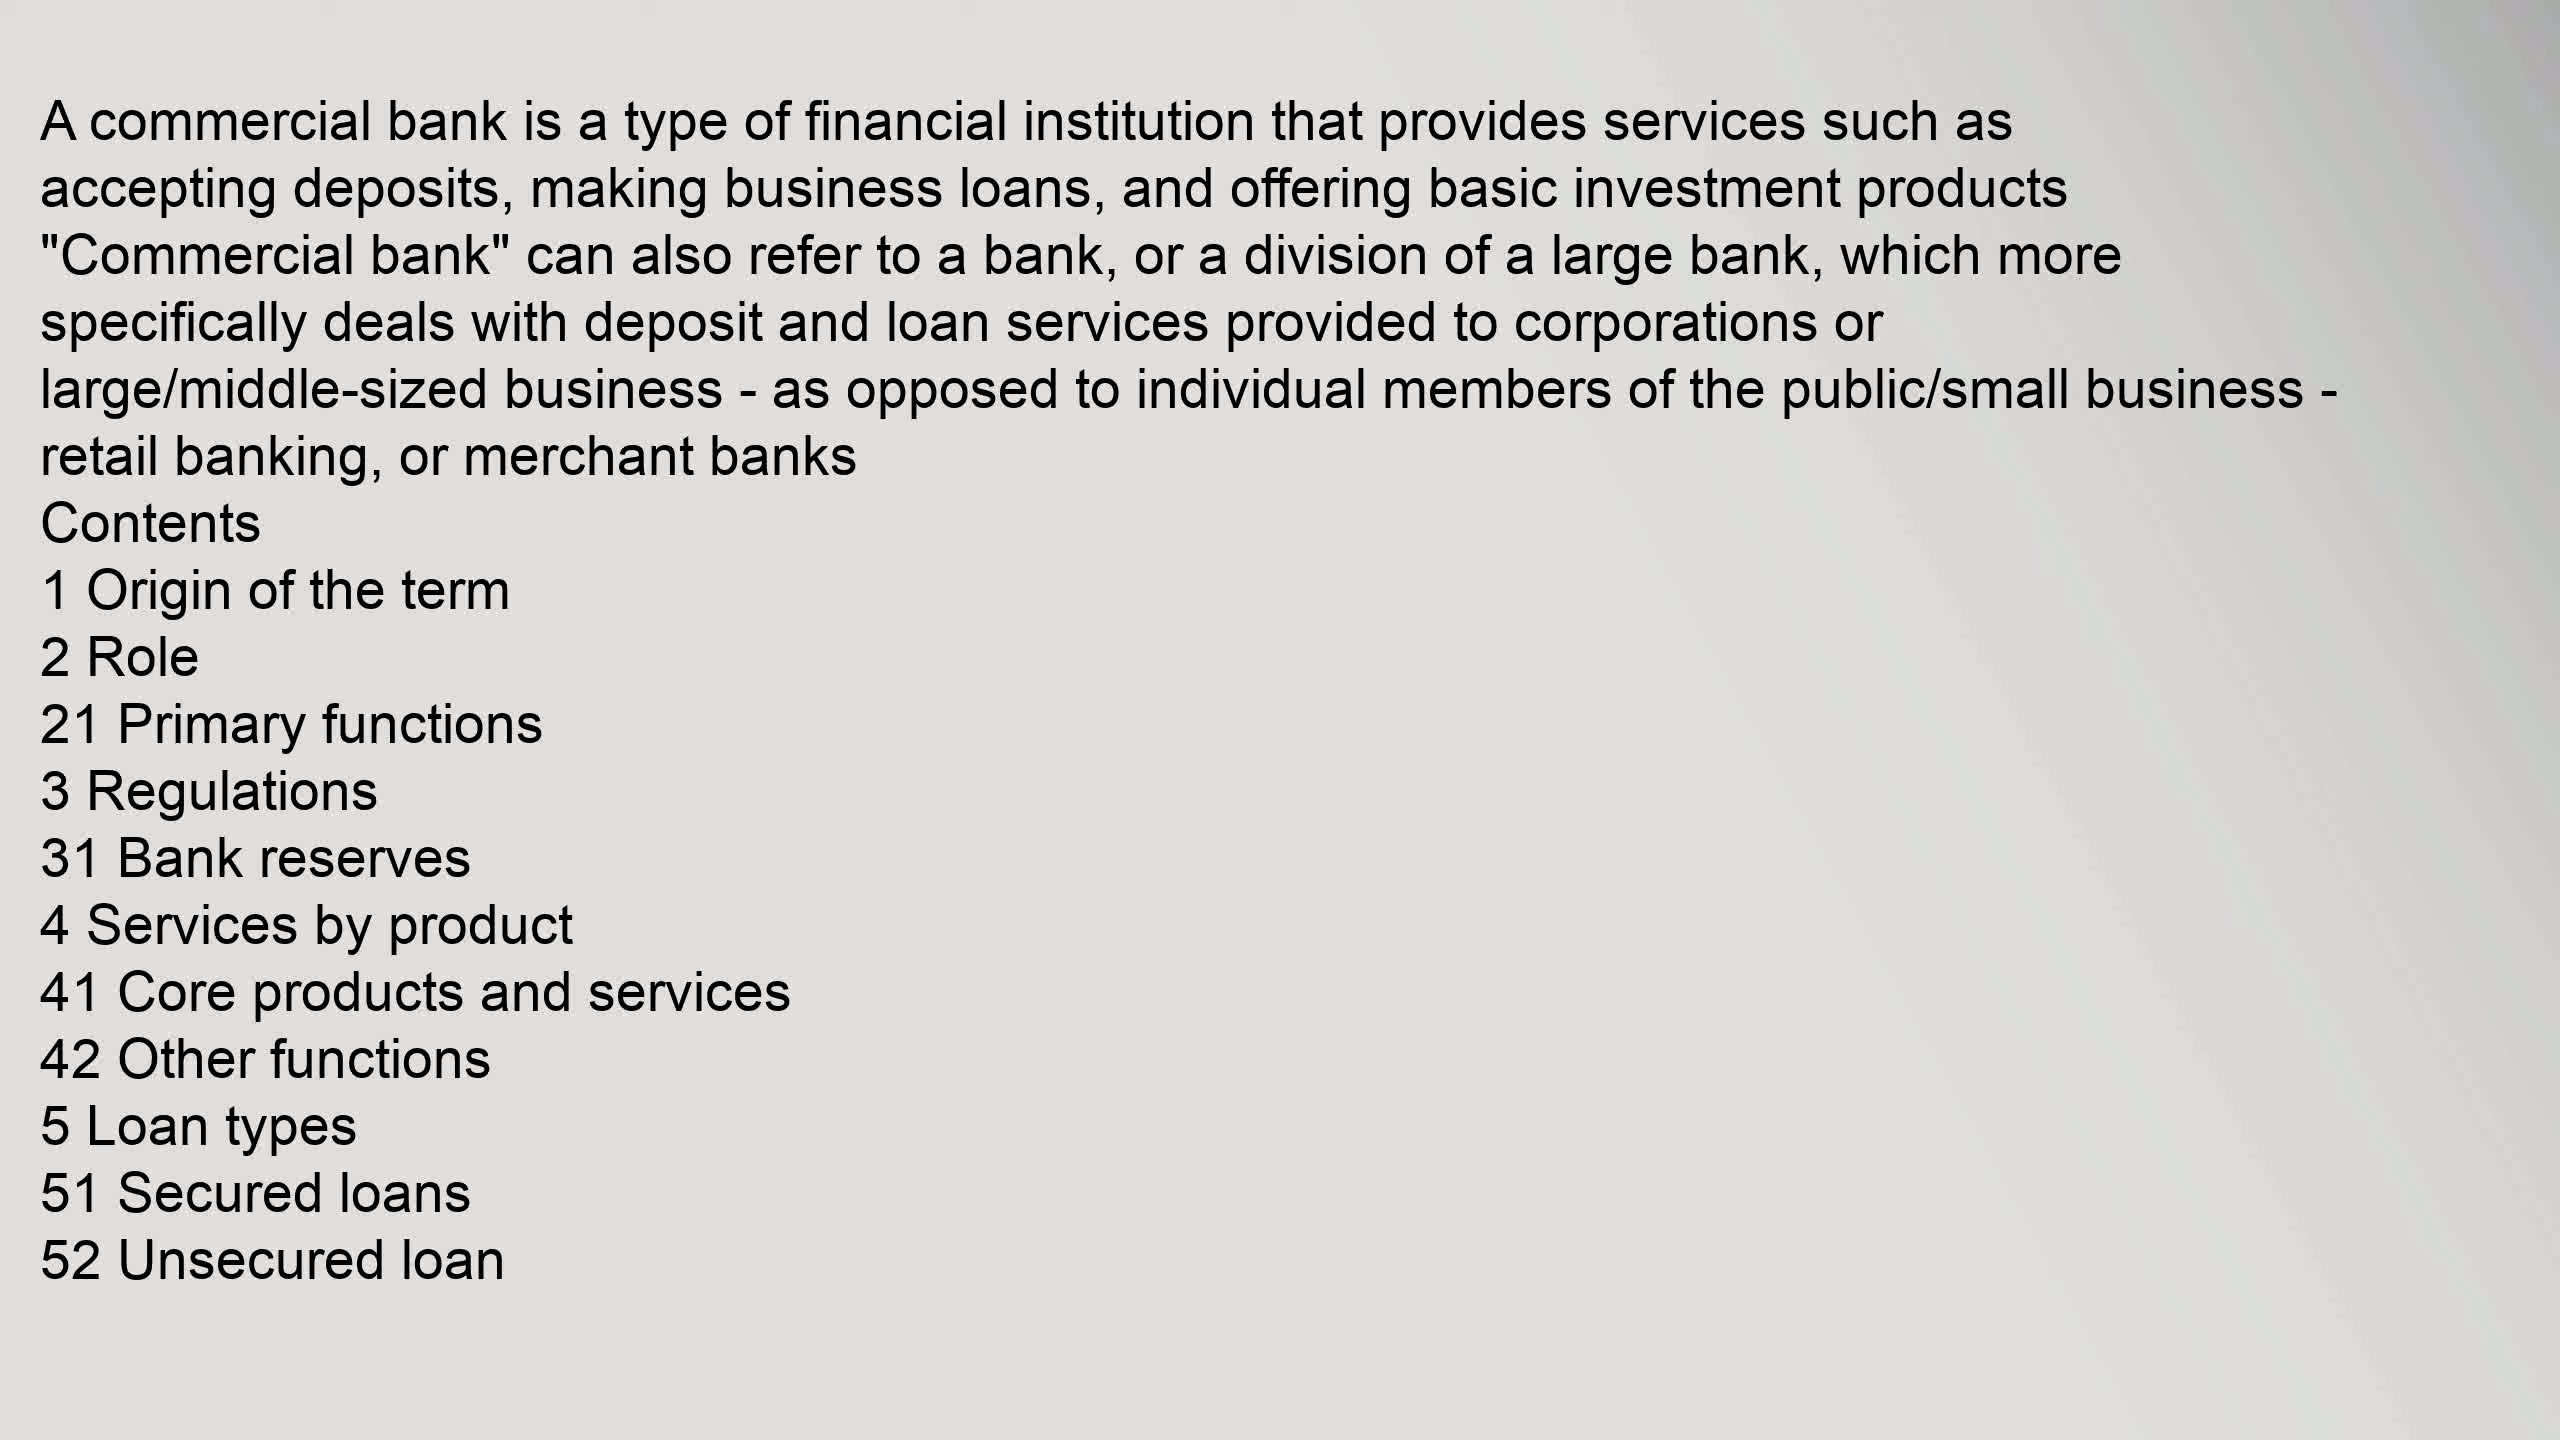 A commercial bank is a type of financial institution that provides services such as
accepting deposits, making business loans, and offering basic investment products
"Commercial bank" can also refer to a bank, or a division of a large bank, which more
specifically deals with deposit and loan services provided to corporations or
large/middle-sized business - as opposed to individual members of the public/small business -
retail banking, or merchant banks
Contents
1 Origin of the term
2 Role
21 Primary functions
3 Regulations
31 Bank reserves
4 Services by product
41 Core products and services
42 Other functions
5 Loan types
51 Secured loans
52 Unsecured loan